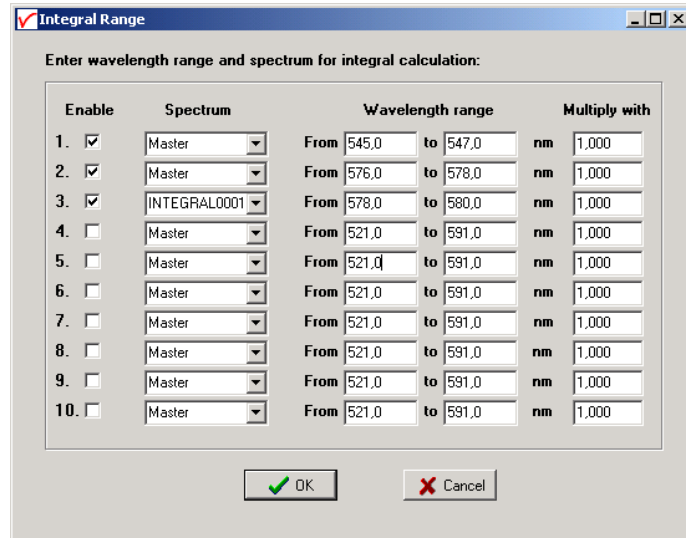 Integral Range
Enter wavelength range and spectrum for integral calculation:
Enable Spectrum Wavelength range Multiply with
1. Master From 545,0 to 547,0 nm 1,000
2. Master From 576,0 to 578,0 nm 1,000
3. INTEGRAL0001 From 578,0 to 580,0 nm 1,000
4. Master From 521,0 to 591,0 nm 1,000
5. Master From 521,0 to 591,0 nm 1,000
6. Master From 521,0 to 591,0 nm 1,000
7. Master From 521,0 to 591,0 nm 1,000
8. Master From 521,0 to 591,0 nm 1,000
9. Master From 521,0 to 591,0 nm 1,000
10. Master From 521,0 to 591,0 nm 1,000
OK Cancel